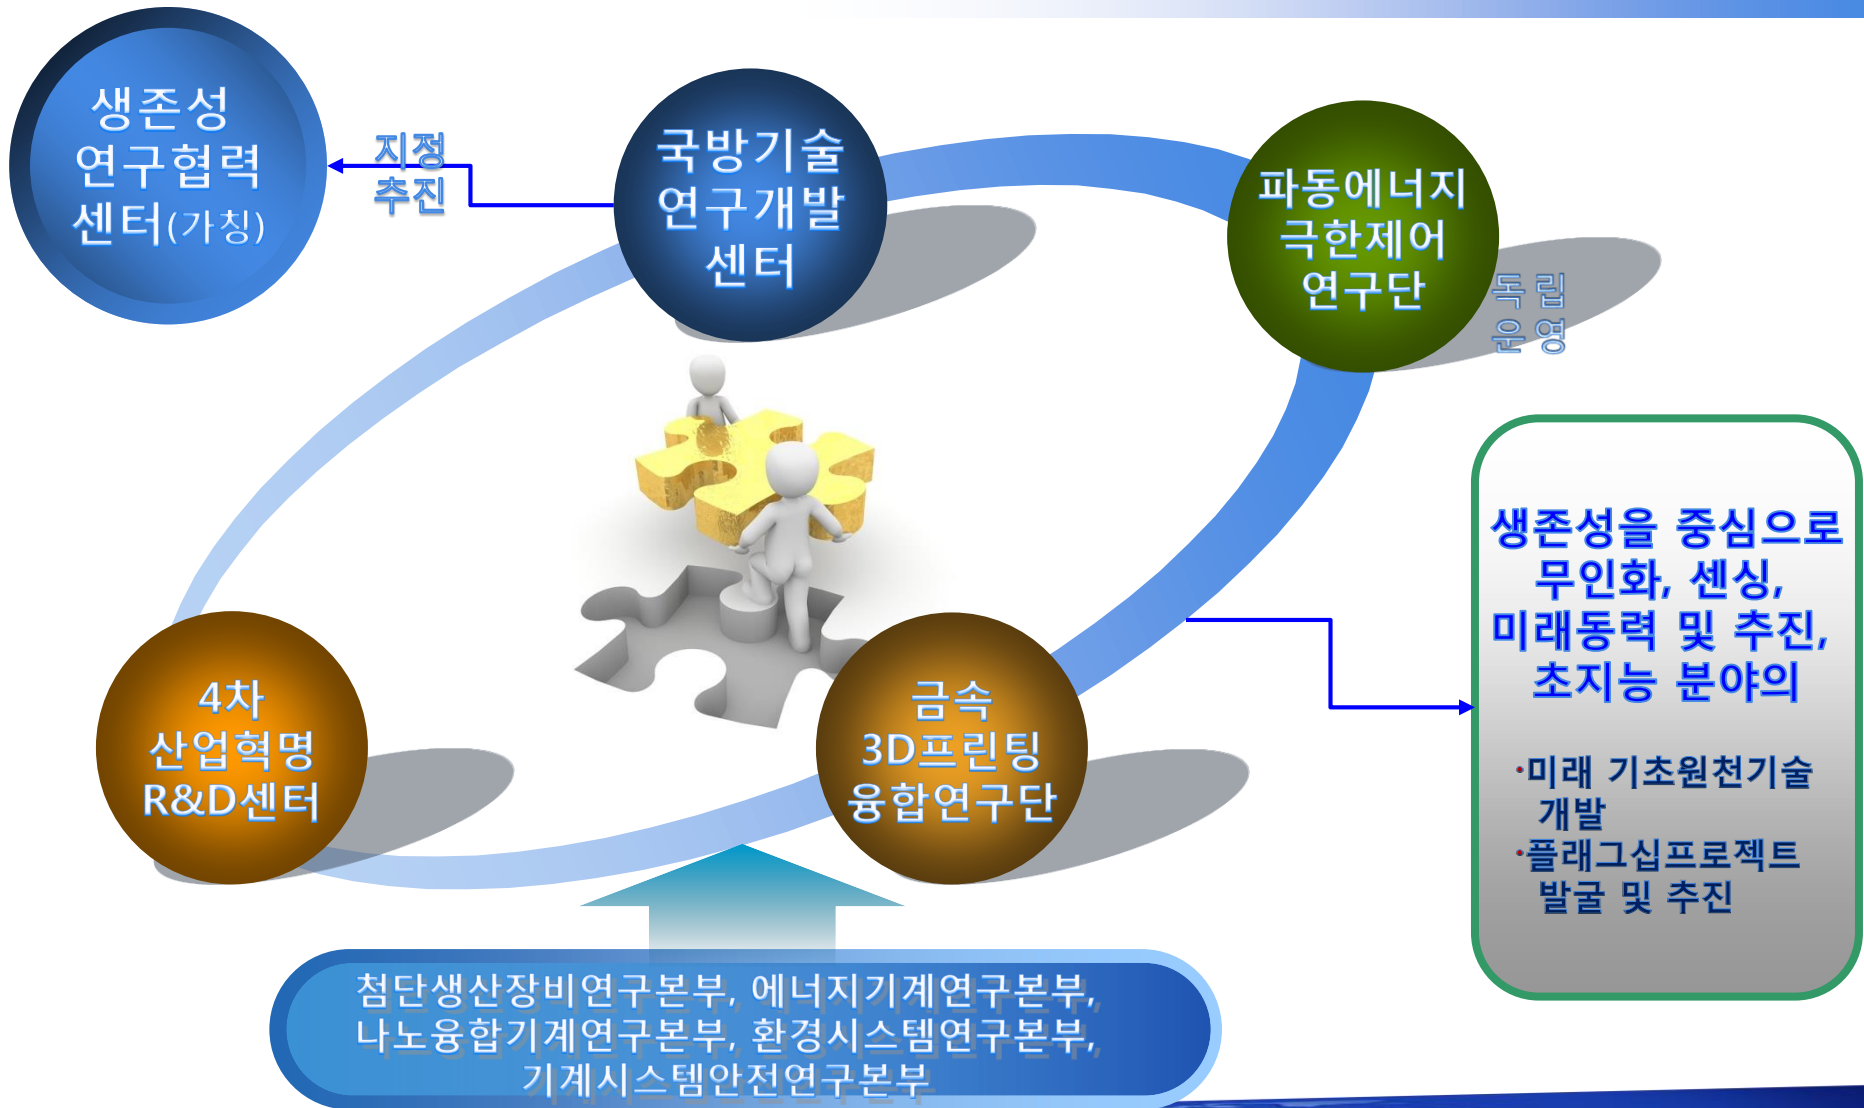 생존성
연구협력
센터(가칭)
지정
추진
국방기술
연구개발
센터
파동에너지
극한제어
연구단
독립
운영
생존성을 중심으로
무인화, 센싱,
미래동력 및 추진,
초지능 분야의
·미래 기초원천기술
개발
·플래그십프로젝트
발굴 및 추진
4차
산업혁명
R&D센터
금속
3D프린팅
융합연구단
첨단생산장비연구본부, 에너지기계연구본부,
나노융합기계연구본부, 환경시스템연구본부,
기계시스템안전연구본부